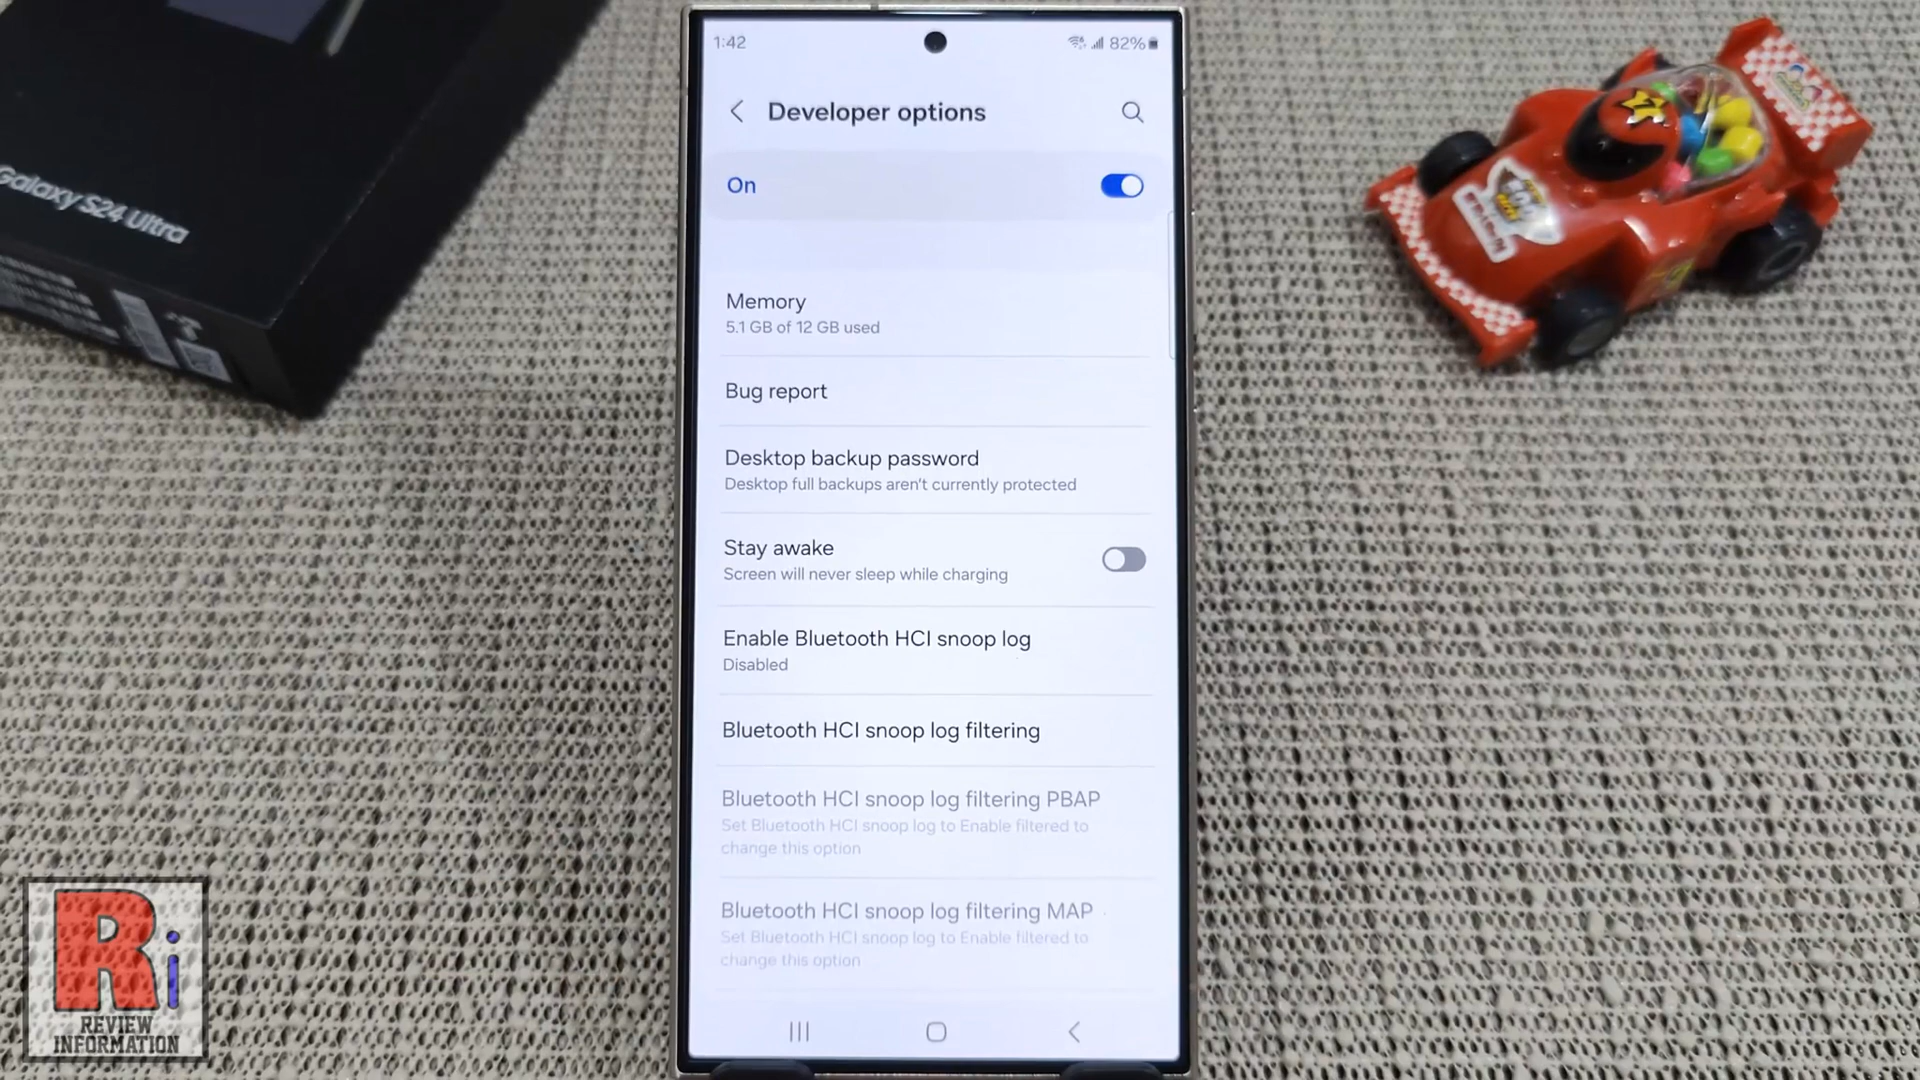 1:42
82%
Developer options
On
Memory
5.1 GB of 12 GB used
Bug report
Desktop backup password
Desktop full backups aren't currently protected
Stay awake
Screen will never sleep while charging
Enable Bluetooth HCI snoop log
Disabled
Bluetooth HCI snoop log filtering
Bluetooth HCI snoop log filtering PBAP
Set Bluetooth HCI snoop log to Enable filtered to
change this option
Bluetooth HCI snoop log filtering MAP
Set Bluetooth HCI snoop log to Enable filtered to
change this option
Galaxy S24 Ultra
Ri
REVIEW
INFORMATION